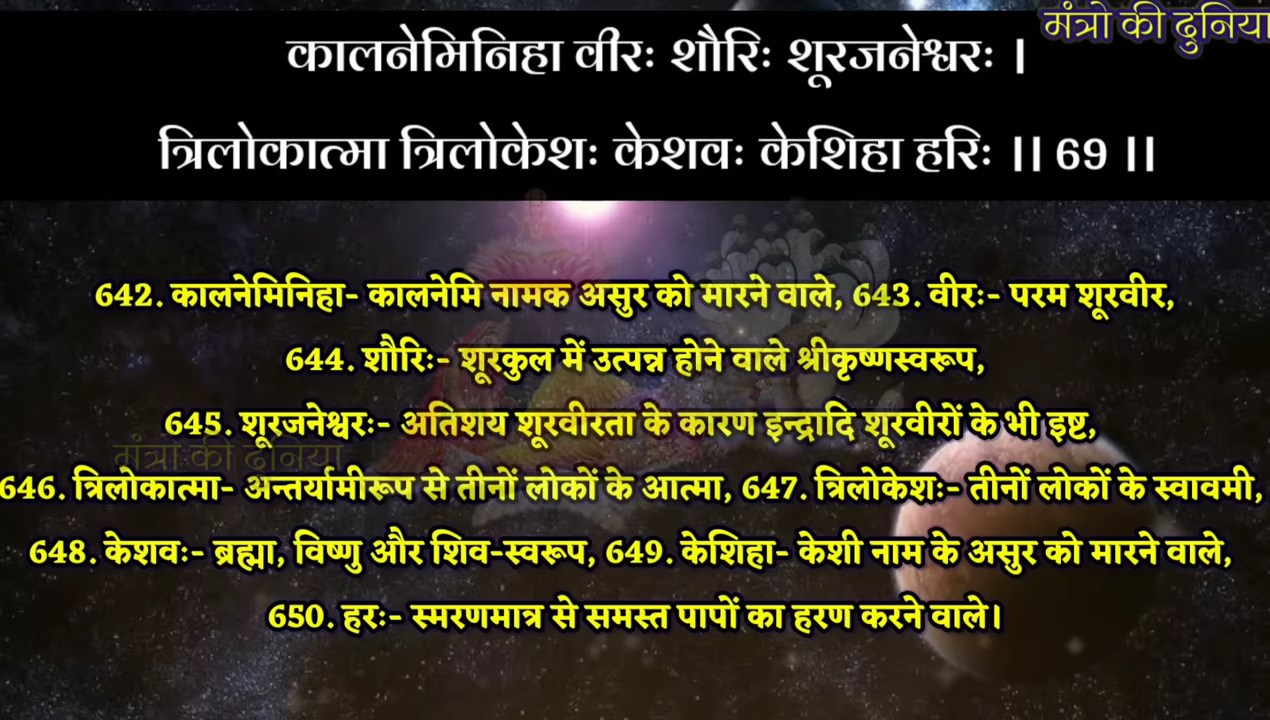 मंत्रो की दुनिया
कालनेमिनिहा वीरः शौरिः शूरजनेश्वरः ।
त्रिलोकात्मा त्रिलोकेशः केशवः केशिहा हरिः ।। 69 ।।
642. कालनेमिनिहा- कालनेमि नामक असुर को मारने वाले, 643. वीरः- परम शूरवीर,
644. शौरिः- शूरकुल में उत्पन्न होने वाले श्रीकृष्णस्वरूप,
645. शूरजनेश्वरः- अतिशय शूरवीरता के कारण इन्द्रादि शूरवीरों के भी इष्ट,
मंत्रो की दुनिया
646. त्रिलोकात्मा- अन्तर्यामीरूप से तीनों लोकों के आत्मा, 647. त्रिलोकेशः- तीनों लोकों के स्वावमी,
648. केशवः- ब्रह्मा, विष्णु और शिव-स्वरूप, 649. केशिहा- केशी नाम के असुर को मारने वाले,
650. हरः- स्मरणमात्र से समस्त पापों का हरण करने वाले।